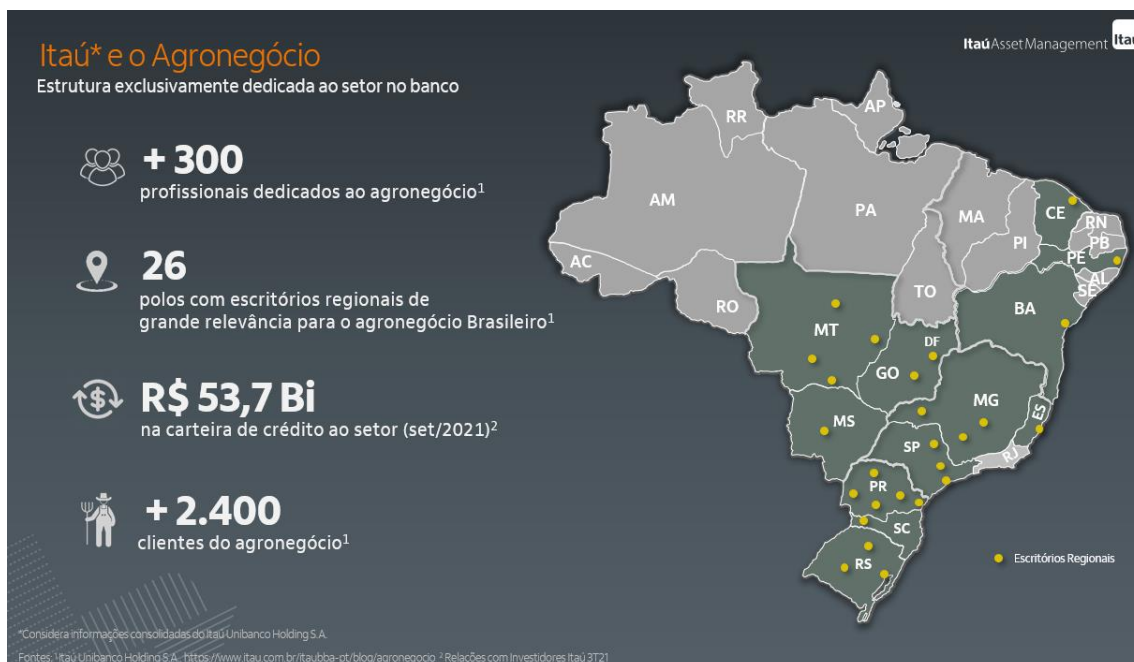 Itaú* e o Agronegócio
Estrutura exclusivamente dedicada ao setor no banco
ItaúAssetManagement
Itaú
+ 300
profissionais dedicados ao agronegócio¹
26
polos com escritórios regionais de
grande relevância para o agronegócio Brasileiro¹
R$ 53,7 Bi
na carteira de crédito ao setor (set/2021)²
+ 2.400
clientes do agronegócio¹
RR
AP
AM
PA
MA
CE
RN
PB
PI
PE
AL
SE
AC
RO
TO
BA
MT
DF
GO
MG
ES
MS
SP
RJ
PR
SC
RS
Escritórios Regionais
*Considera informações consolidadas do Itaú Unibanco Holding S.A.
Fontes: ¹Itaú Unibanco Holding S.A., https://www.itau.com.br/itaubba-pt/blog/agronegocio ² Relações com Investidores Itaú 3T21